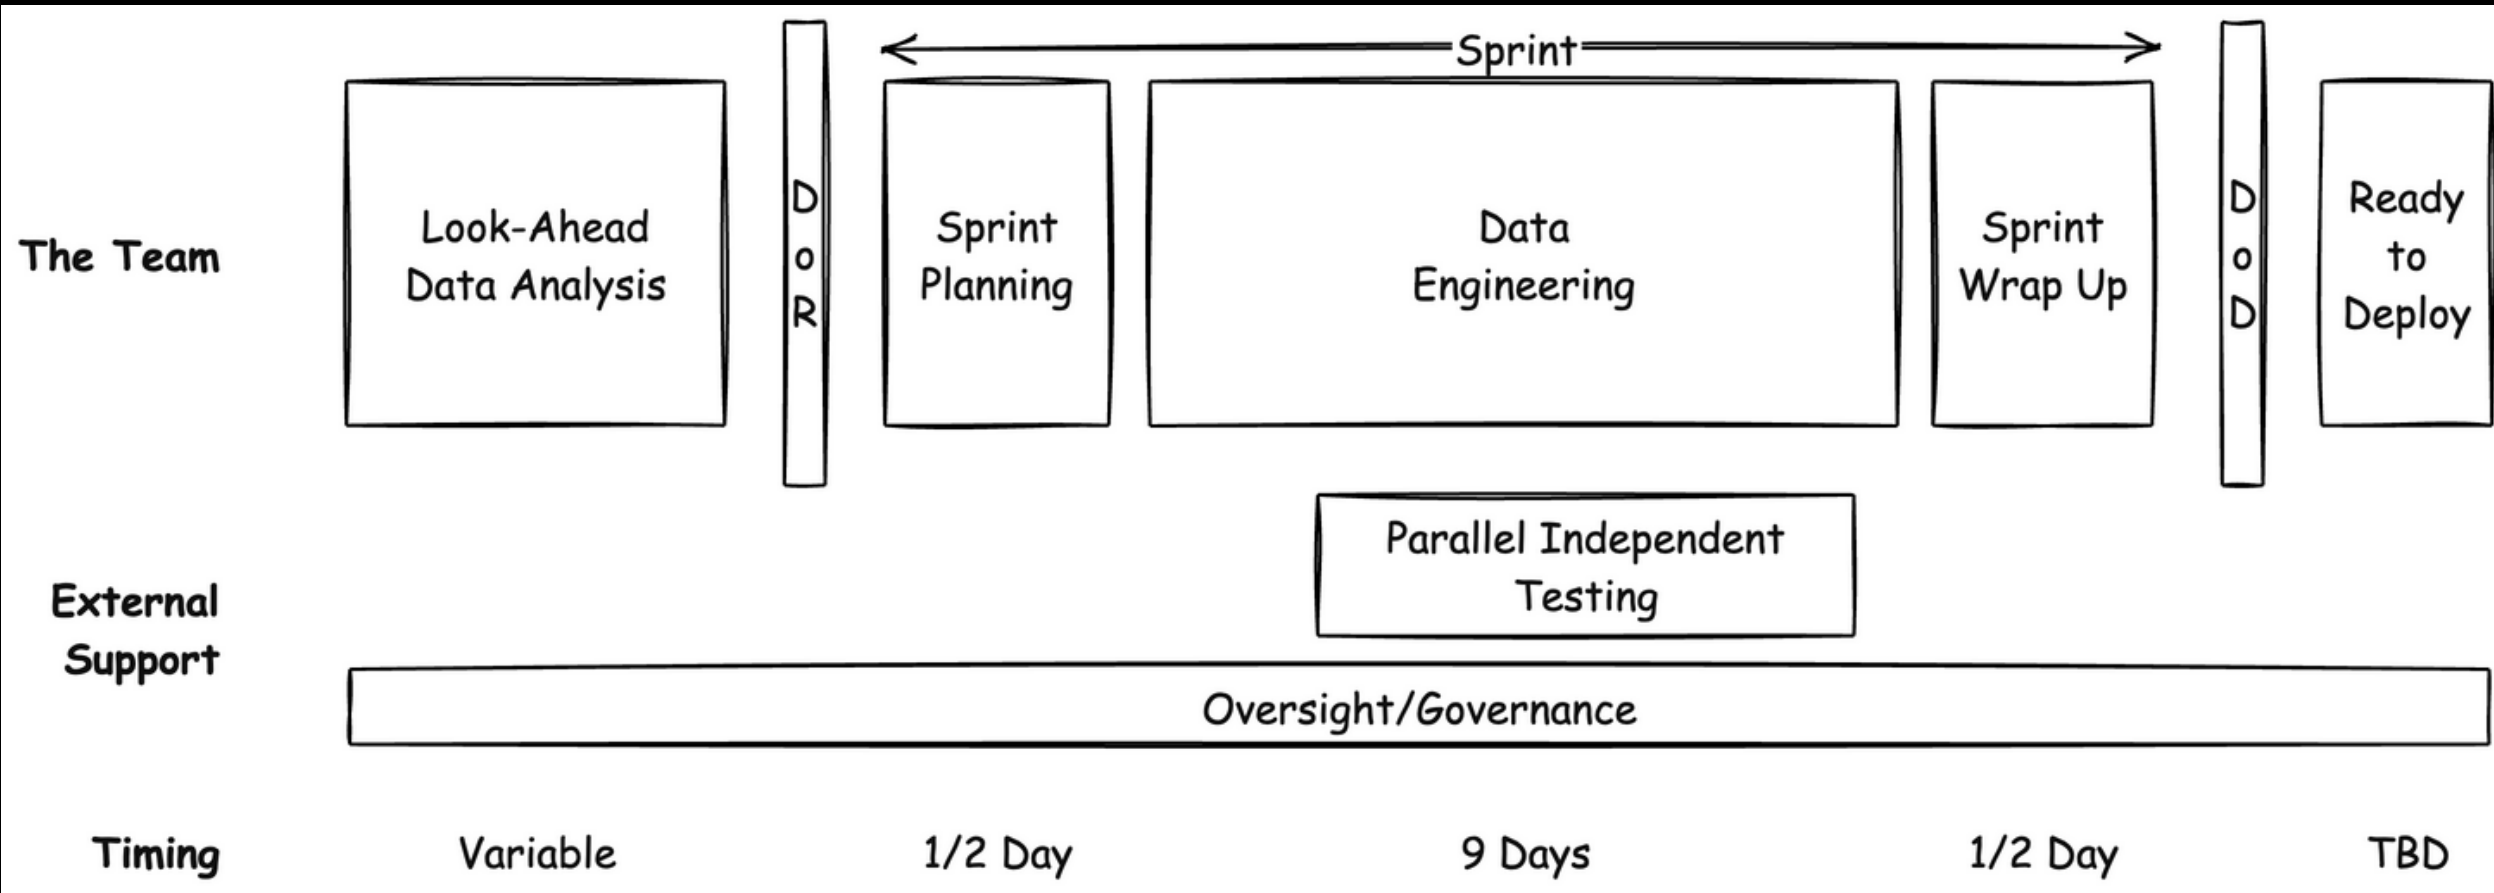 Sprint
The Team
Look-Ahead
Data Analysis
D
o
R
Sprint
Planning
Data
Engineering
Sprint
Wrap Up
D
o
D
Ready
to
Deploy
External
Support
Parallel Independent
Testing
Oversight/Governance
Timing
Variable
1/2 Day
9 Days
1/2 Day
TBD